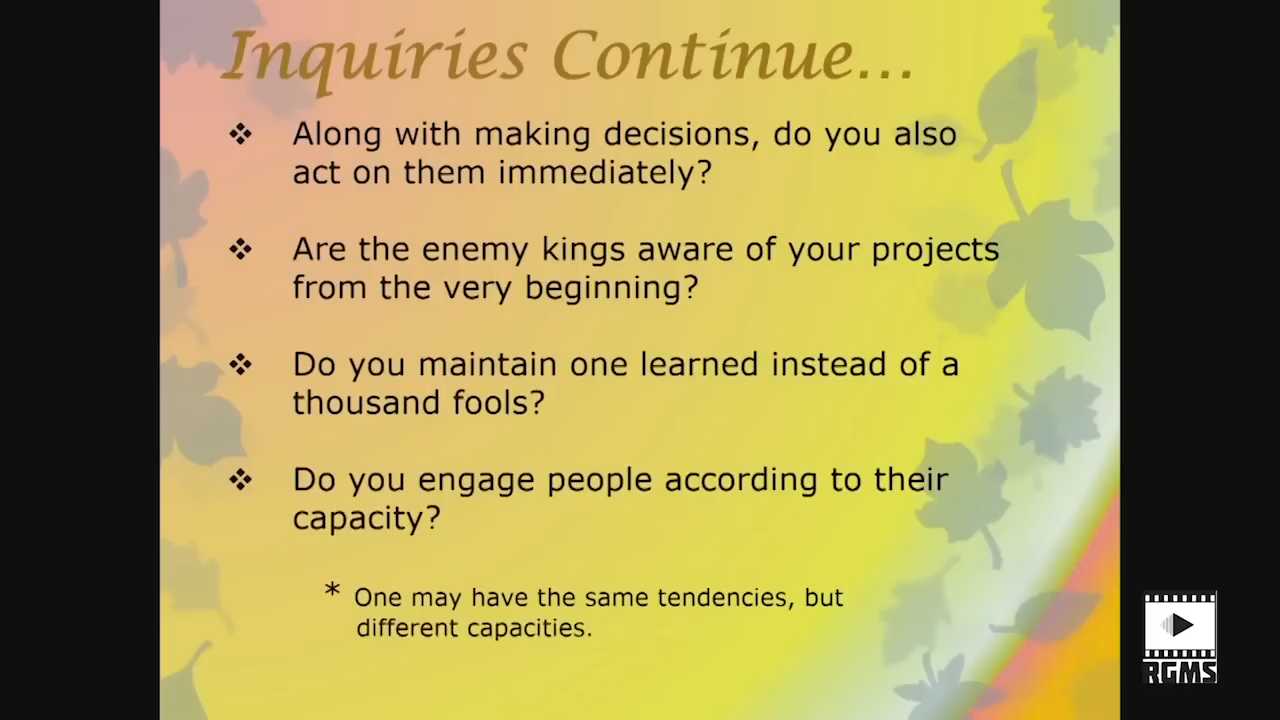 Inquiries Continue...
❖ Along with making decisions, do you also
act on them immediately?
❖ Are the enemy kings aware of your projects
from the very beginning?
❖ Do you maintain one learned instead of a
thousand fools?
❖ Do you engage people according to their
capacity?
* One may have the same tendencies, but
different capacities.
RGMS